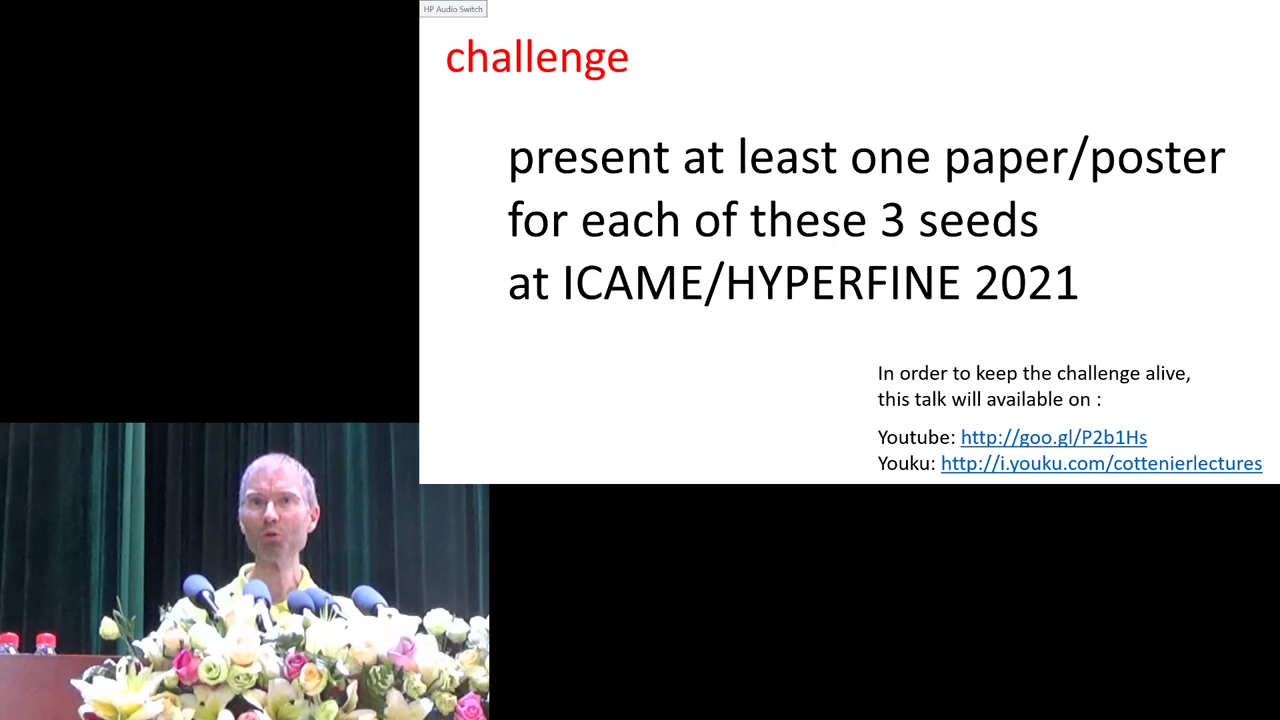 HP Audio Switch
challenge
present at least one paper/poster
for each of these 3 seeds
at ICAME/HYPERFINE 2021
In order to keep the challenge alive,
this talk will available on :
Youtube: http://goo.gl/P2b1Hs
Youku: http://i.youku.com/cottenierlectures